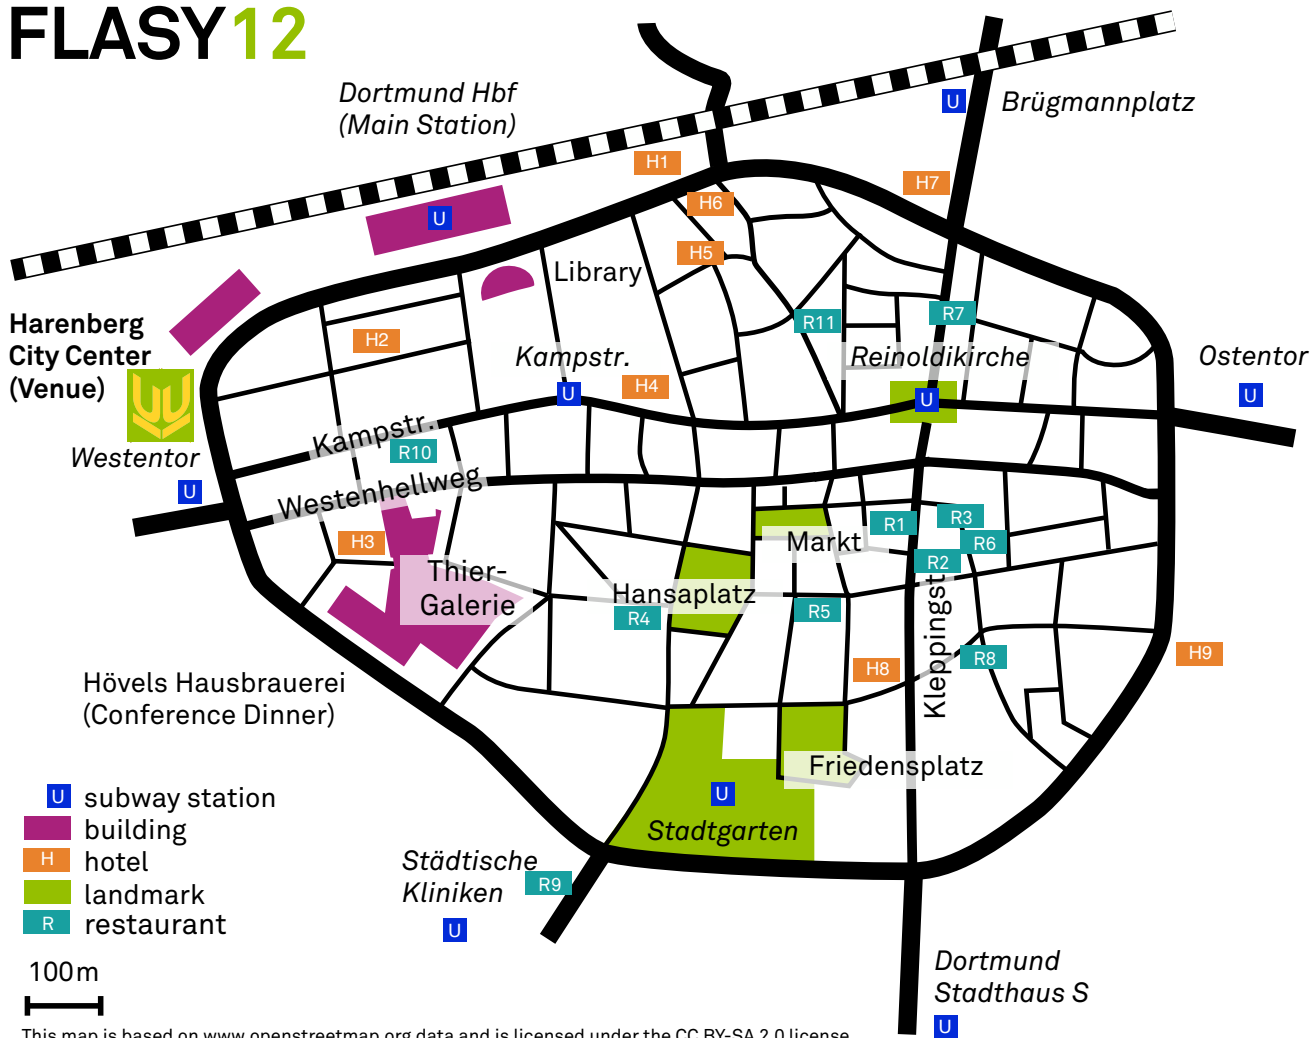 FLASY12
Dortmund Hbf
(Main Station)
U
Brügmannplatz
H1
H7
H6
U
H5
Library
Harenberg
City Center
(Venue)
H2
R11
R7
Kampstr.
Reinoldikirche
Ostentor
U
H4
U
U
Kampstr.
R10
Westentor
U
Westenhellweg
H3
R1
R3
Markt
R6
R2
Thier-
Galerie
Hansaplatz
R4
R5
Kleppingst
H8
R8
H9
Hövels Hausbrauerei
(Conference Dinner)
Friedensplatz
U
Stadtgarten
U subway station
building
H hotel
landmark
R restaurant
Städtische
Kliniken
R9
U
100m
Dortmund
Stadthaus S
U
This map is based on www.openstreetmap.org data and is licensed under the CC BY-SA 2.0 license